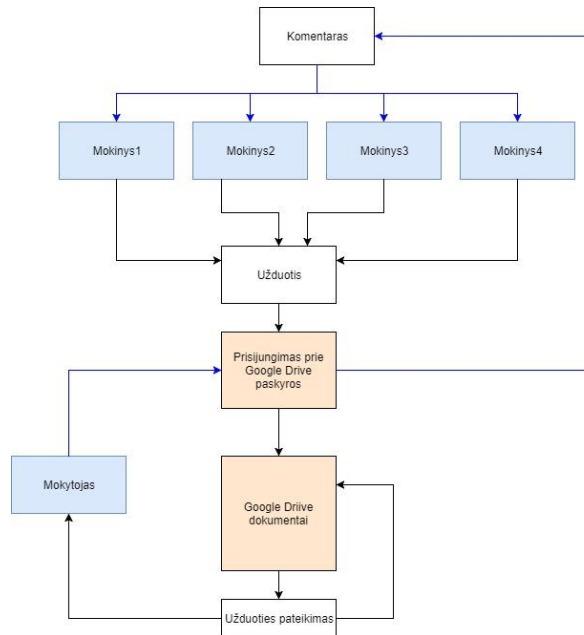 Komentaras
Mokinys1
Mokinys2
Mokinys3
Mokinys4
Užduotis
Prisijungimas prie
Google Drive
paskyros
Mokytojas
Google Driive
dokumentai
Užduoties pateikimas